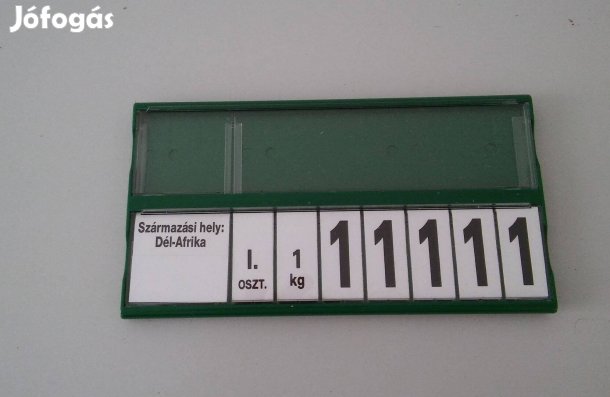 Jófogás
Származási hely:
Dél-Afrika
I.
OSZT.
1
kg
1 1 1 1 1